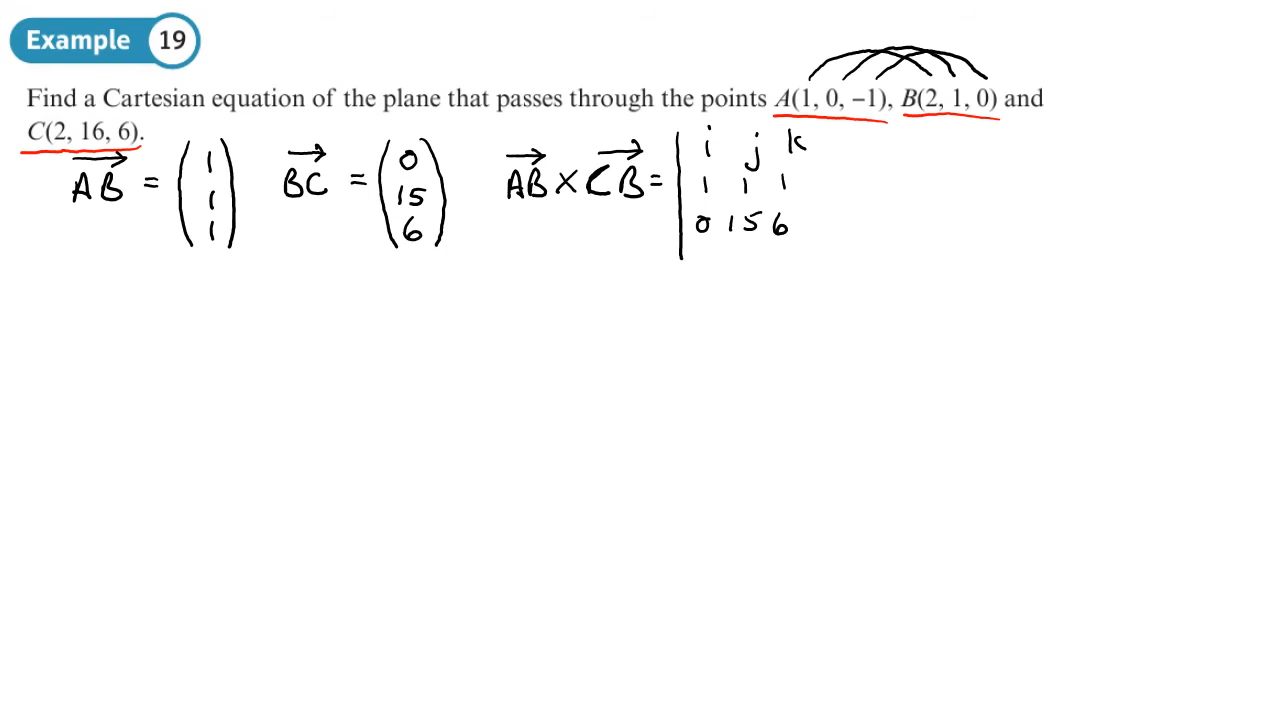 Example 19
Find a Cartesian equation of the plane that passes through the points A(1, 0, −1), B(2, 1, 0) and
C(2, 16, 6).
AB = (1 1 1) BC = (0 15 6) AB × CB = | i j k
1 1 1
0 15 6